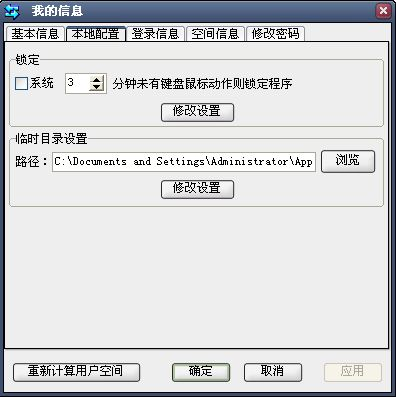 我的信息
基本信息 本地配置 登录信息 空间信息 修改密码
锁定
系统 3 分钟未有键盘鼠标动作则锁定程序
修改设置
临时目录设置
路径： C:\Documents and Settings\Administrator\App 浏览
修改设置
重新计算用户空间 确定 取消 应用